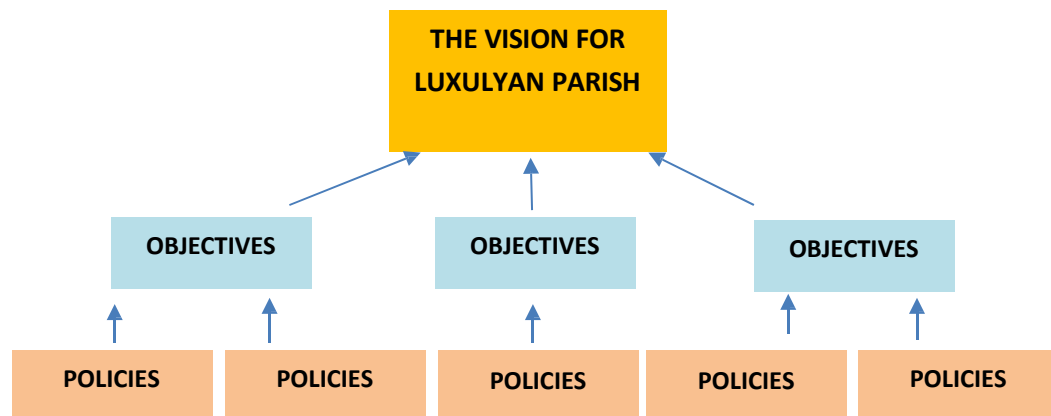 THE VISION FOR
LUXULYAN PARISH
OBJECTIVES
OBJECTIVES
OBJECTIVES
POLICIES
POLICIES
POLICIES
POLICIES
POLICIES